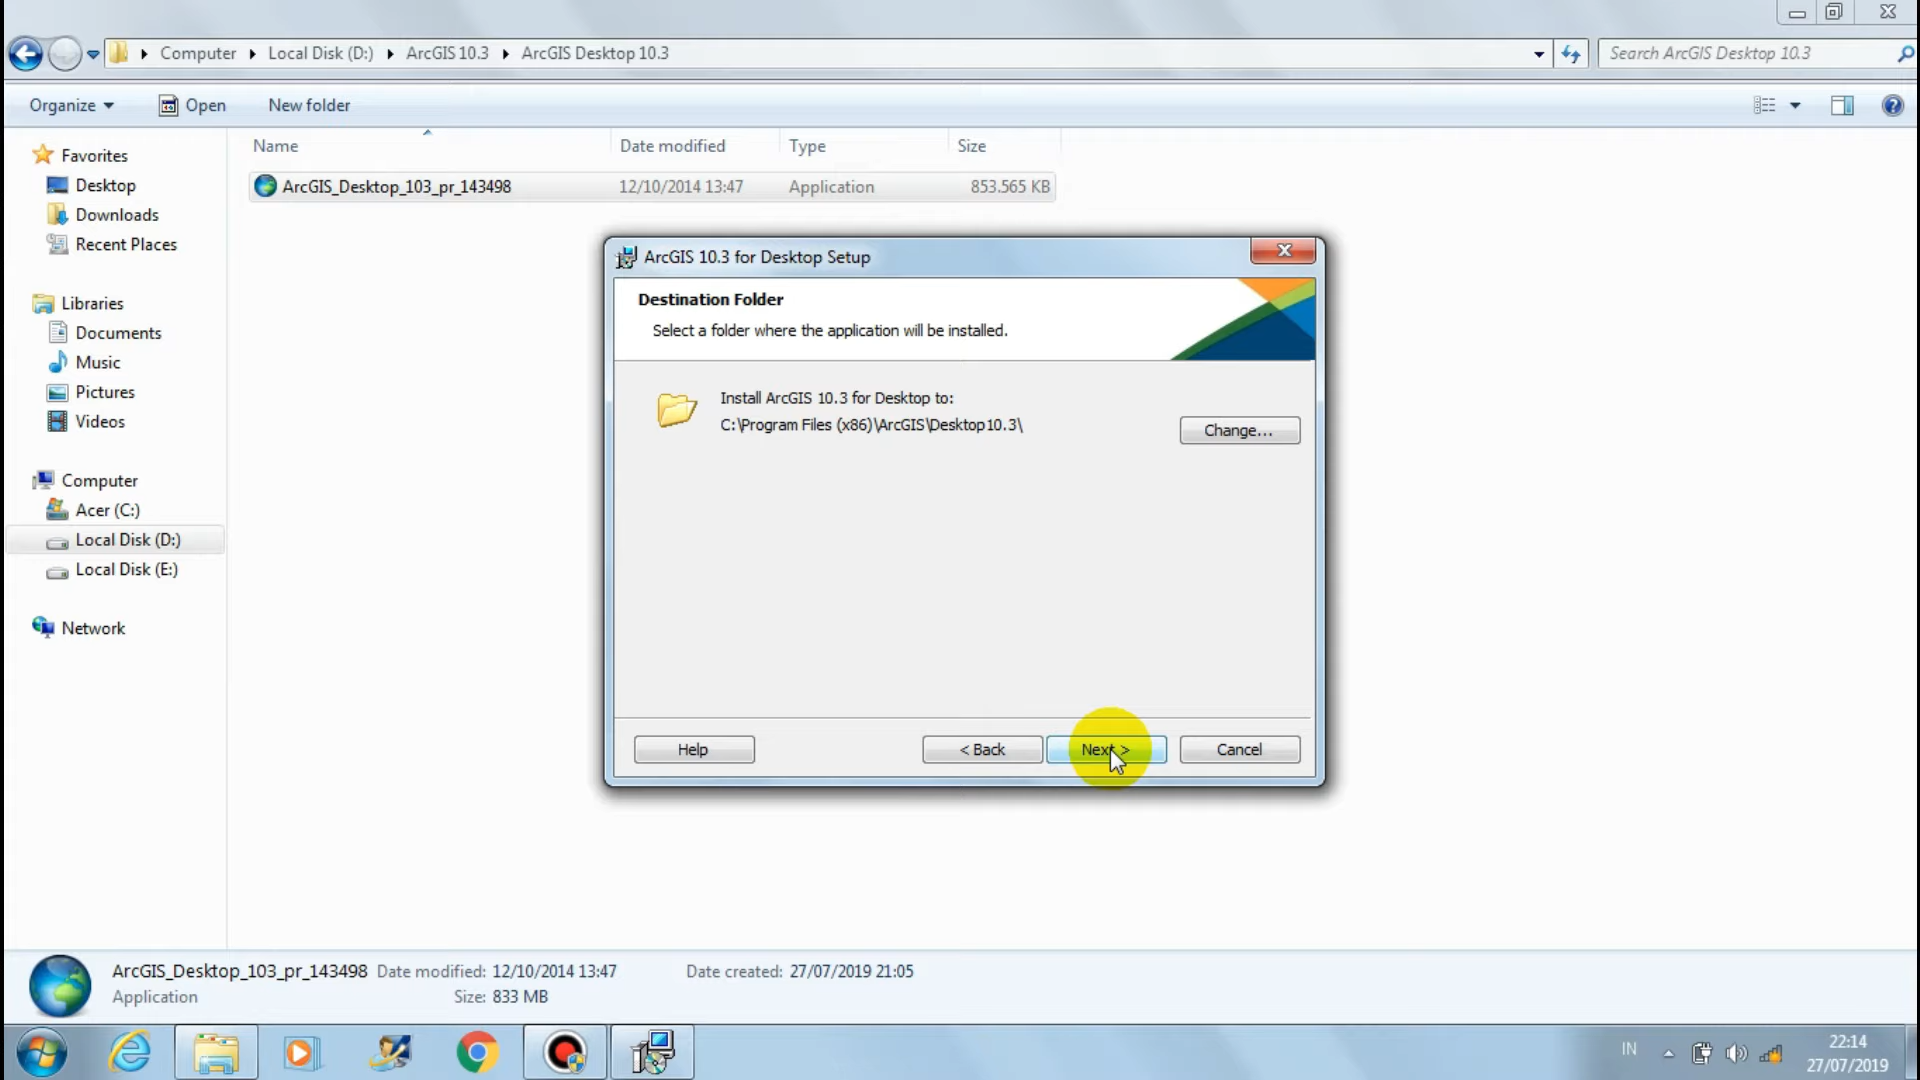 Computer Local Disk (D:) ArcGIS 10.3 ArcGIS Desktop 10.3
Search ArcGIS Desktop 10.3
Organize Open New folder
Name Date modified Type Size
ArcGIS_Desktop_103_pr_143498 12/10/2014 13:47 Application 853.565 KB
Favorites
Desktop
Downloads
Recent Places
Libraries
Documents
Music
Pictures
Videos
Computer
Acer (C:)
Local Disk (D:)
Local Disk (E:)
Network
ArcGIS 10.3 for Desktop Setup
Destination Folder
Select a folder where the application will be installed.
Install ArcGIS 10.3 for Desktop to:
C:\Program Files (x86)\ArcGIS\Desktop10.3\
Change...
Help < Back Next > Cancel
ArcGIS_Desktop_103_pr_143498 Date modified: 12/10/2014 13:47 Date created: 27/07/2019 21:05
Application Size: 833 MB
IN
22:14
27/07/2019